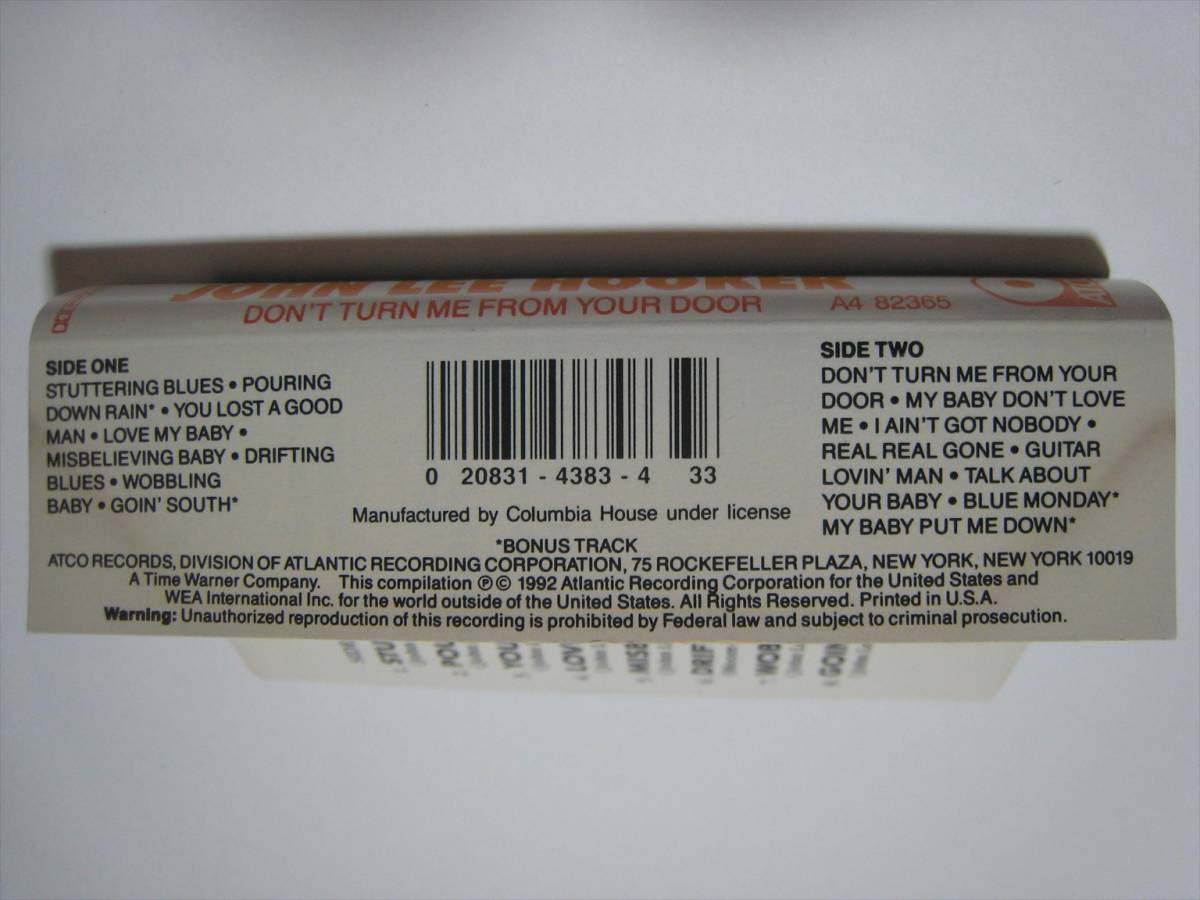 JOHN LEE HOOKER
DON'T TURN ME FROM YOUR DOOR A4 82365
SIDE ONE
STUTTERING BLUES • POURING
DOWN RAIN* • YOU LOST A GOOD
MAN • LOVE MY BABY •
MISBELIEVING BABY • DRIFTING
BLUES • WOBBLING
BABY • GOIN' SOUTH*
0 20831 - 4383 - 4 33
Manufactured by Columbia House under license
SIDE TWO
DON'T TURN ME FROM YOUR
DOOR • MY BABY DON'T LOVE
ME • I AIN'T GOT NOBODY •
REAL REAL GONE • GUITAR
LOVIN' MAN • TALK ABOUT
YOUR BABY • BLUE MONDAY*
MY BABY PUT ME DOWN*
*BONUS TRACK
ATCO RECORDS, DIVISION OF ATLANTIC RECORDING CORPORATION, 75 ROCKEFELLER PLAZA, NEW YORK, NEW YORK 10019
A Time Warner Company. This compilation ℗© 1992 Atlantic Recording Corporation for the United States and
WEA International Inc. for the world outside of the United States. All Rights Reserved. Printed in U.S.A.
Warning: Unauthorized reproduction of this recording is prohibited by Federal law and subject to criminal prosecution.